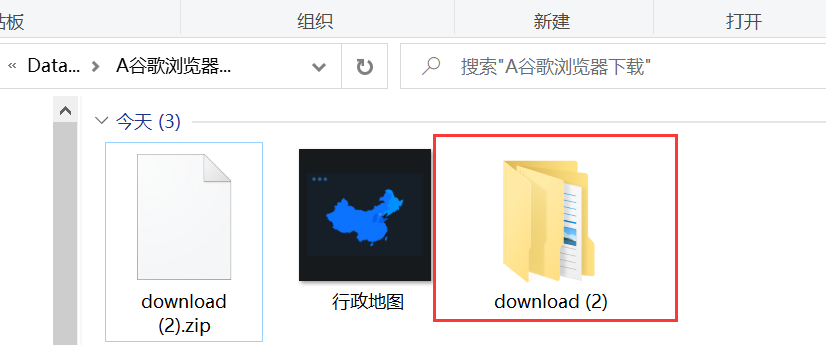 贴板
组织
新建
打开
« Data... A谷歌浏览器...
搜索"A谷歌浏览器下载"
今天 (3)
download
(2).zip
行政地图
download (2)